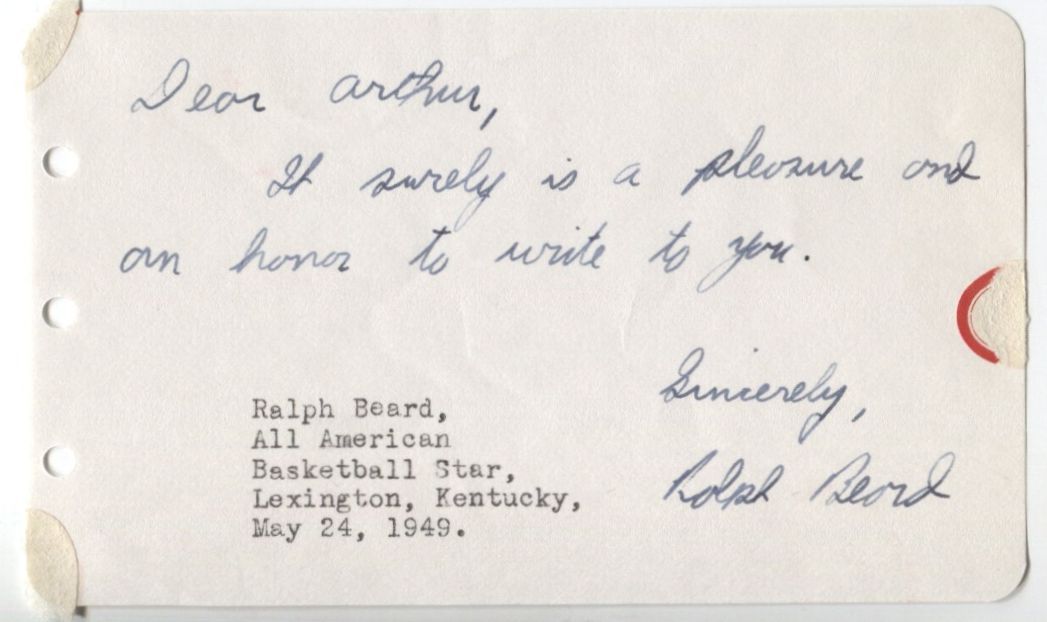 Dear Arthur,
It surely is a pleasure and
an honor to write to you.
Sincerely,
Ralph Beard
Ralph Beard,
All American
Basketball Star,
Lexington, Kentucky,
May 24, 1949.